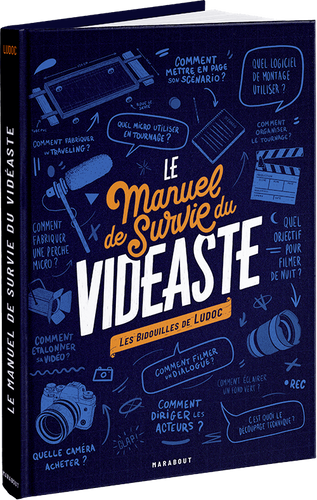 LUDOC
LE MANUEL DE SURVIE DU VIDÉASTE
COMMENT
METTRE EN PAGE
SON SCÉNARIO ?
QUEL LOGICIEL
DE MONTAGE
UTILISER ?
COMMENT FABRIQUER
UN TRAVELING ?
QUEL MICRO UTILISER
EN TOURNAGE ?
COMMENT
ORGANISER
LE TOURNAGE ?
LE
Manuel
de Survie du
VIDÉASTE
LES BIDOUILLES DE LUDOC
COMMENT
FABRIQUER
UNE PERCHE
MICRO ?
QUEL
OBJECTIF
POUR
FILMER
DE NUIT ?
COMMENT
ÉTALONNER
SA VIDÉO ?
COMMENT FILMER
UN DIALOGUE ?
COMMENT ÉCLAIRER
UN FOND VERT ?
REC
COMMENT
DIRIGER LES
ACTEURS ?
CLAP!
C'EST QUOI LE
DÉCOUPAGE TECHNIQUE ?
QUELLE CAMÉRA
ACHETER ?
MARABOUT